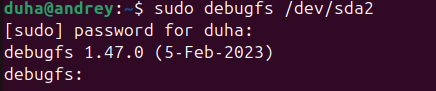 duha@andrey:~$ sudo debugfs /dev/sda2
[sudo] password for duha:
debugfs 1.47.0 (5-Feb-2023)
debugfs: